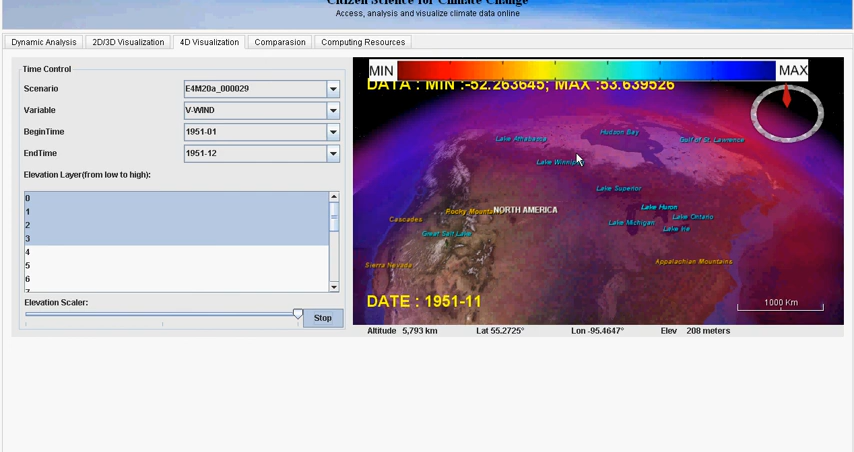 Citizen Science for Climate Change
Access, analysis and visualize climate data online
Dynamic Analysis
2D/3D Visualization
4D Visualization
Comparasion
Computing Resources
Time Control
Scenario
E4M20a_000029
Variable
V-WIND
BeginTime
1951-01
EndTime
1951-12
Elevation Layer(from low to high):
0
1
2
3
4
5
6
7
Elevation Scaler:
Stop
MIN
MAX
DATA : MIN :-52.263645; MAX :53.639526
Lake Athabasca
Hudson Bay
Gulf of St. Lawrence
Lake Winnipeg
Lake Superior
Rocky Mountains
NORTH AMERICA
Lake Huron
Cascades
Lake Michigan
Lake Ontario
Great Salt Lake
Lake Ire
Sierra Nevada
Appalachian Mountains
DATE : 1951-11
1000 Km
Altitude 5,793 km
Lat 55.2725°
Lon -95.4647°
Elev 208 meters